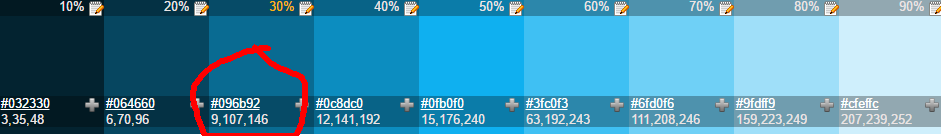 10% 20% 30% 40% 50% 60% 70% 80% 90%
#032330 #064660 #096b92 #0c8dc0 #0fb0f0 #3fc0f3 #6fd0f6 #9fdff9 #cfeffc
3,35,48 6,70,96 9,107,146 12,141,192 15,176,240 63,192,243 111,208,246 159,223,249 207,239,252